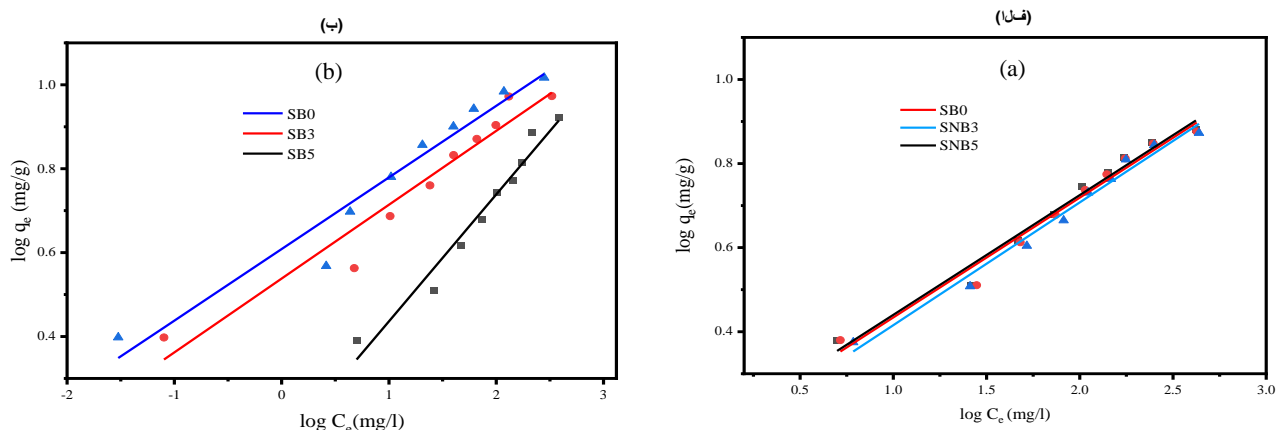 (ب)
(b)
SB0
SB3
SB5
log qe (mg/g)
1.0
0.8
0.6
0.4
-2 -1 0 1 2 3
log Ce(mg/l)
(الف)
(a)
SB0
SNB3
SNB5
log qe(mg/g)
1.0
0.8
0.6
0.4
0.5 1.0 1.5 2.0 2.5 3.0
log Ce (mg/l)